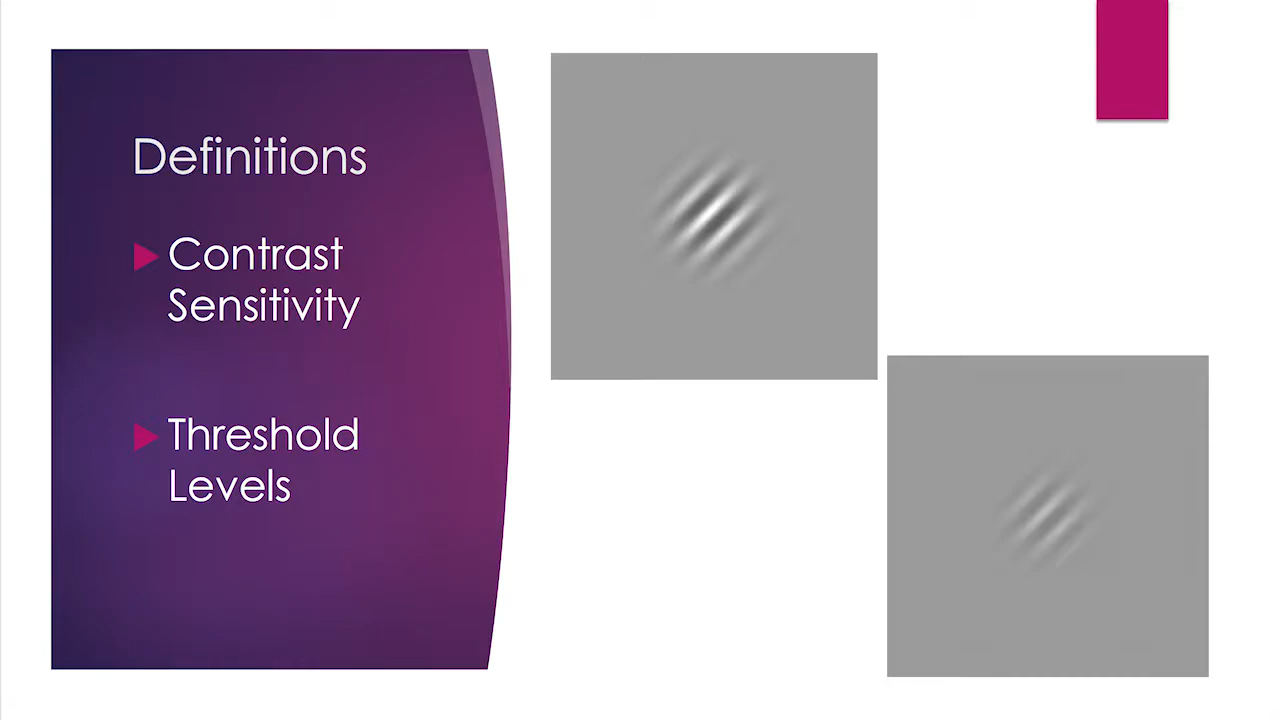 Definitions
Contrast
Sensitivity
Threshold
Levels